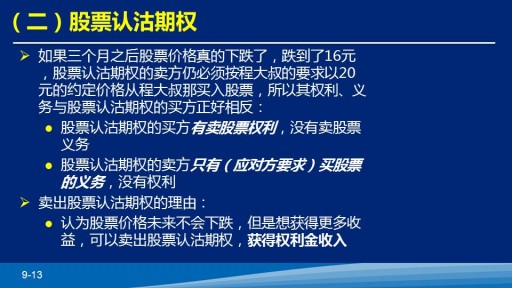 （二）股票认沽期权
➢ 如果三个月之后股票价格真的下跌了，跌到了16元
，股票认沽期权的卖方仍必须按程大叔的要求以20
元的约定价格从程大叔那买入股票，所以其权利、义
务与股票认沽期权的买方正好相反：
● 股票认沽期权的买方有卖股票权利，没有卖股票
义务
● 股票认沽期权的卖方只有（应对方要求）买股票
的义务，没有权利
➢ 卖出股票认沽期权的理由：
● 认为股票价格未来不会下跌，但是想获得更多收
益，可以卖出股票认沽期权，获得权利金收入
9-13